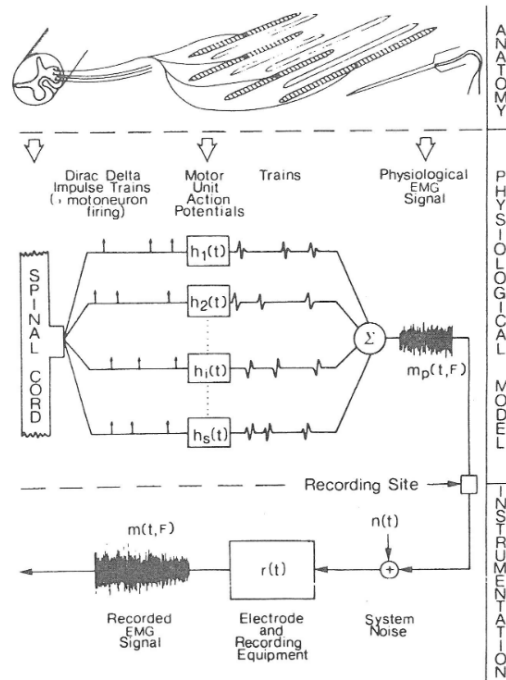 ANATOMY
Dirac Delta
Impulse Trains
( motoneuron
firing)
Motor
Unit
Action
Potentials
Trains
Physiological
EMG
Signal
SPINAL CORD
h₁(t)
h₂(t)
hᵢ(t)
hₛ(t)
Σ
mₚ(t,F)
PHYSIOLOGICAL MODEL
Recording Site
INSTRUMENTATION
m(t,F)
r(t)
n(t)
+
Recorded
EMG
Signal
Electrode
and
Recording
Equipment
System
Noise